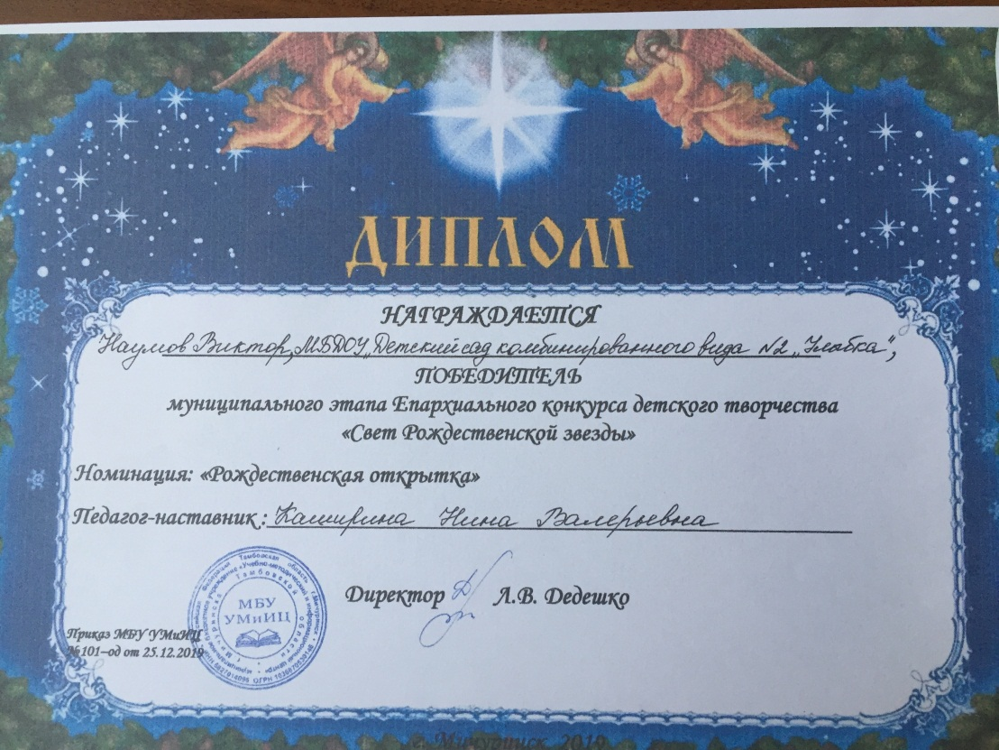 ДИПЛОМ
НАГРАЖДАЕТСЯ
Наумов Виктор, МБДОУ „Детский сад комбинированного вида №2 „Улыбка“,
ПОБЕДИТЕЛЬ
муниципального этапа Епархиального конкурса детского творчества
«Свет Рождественской звезды»
Номинация: «Рождественская открытка»
Педагог-наставник: Каширина Нина Валерьевна
Директор Л.В. Дедешко
МБУ
УМиИЦ
Приказ МБУ УМиИЦ
№101–од от 25.12.2019
г. Мичуринск 2019